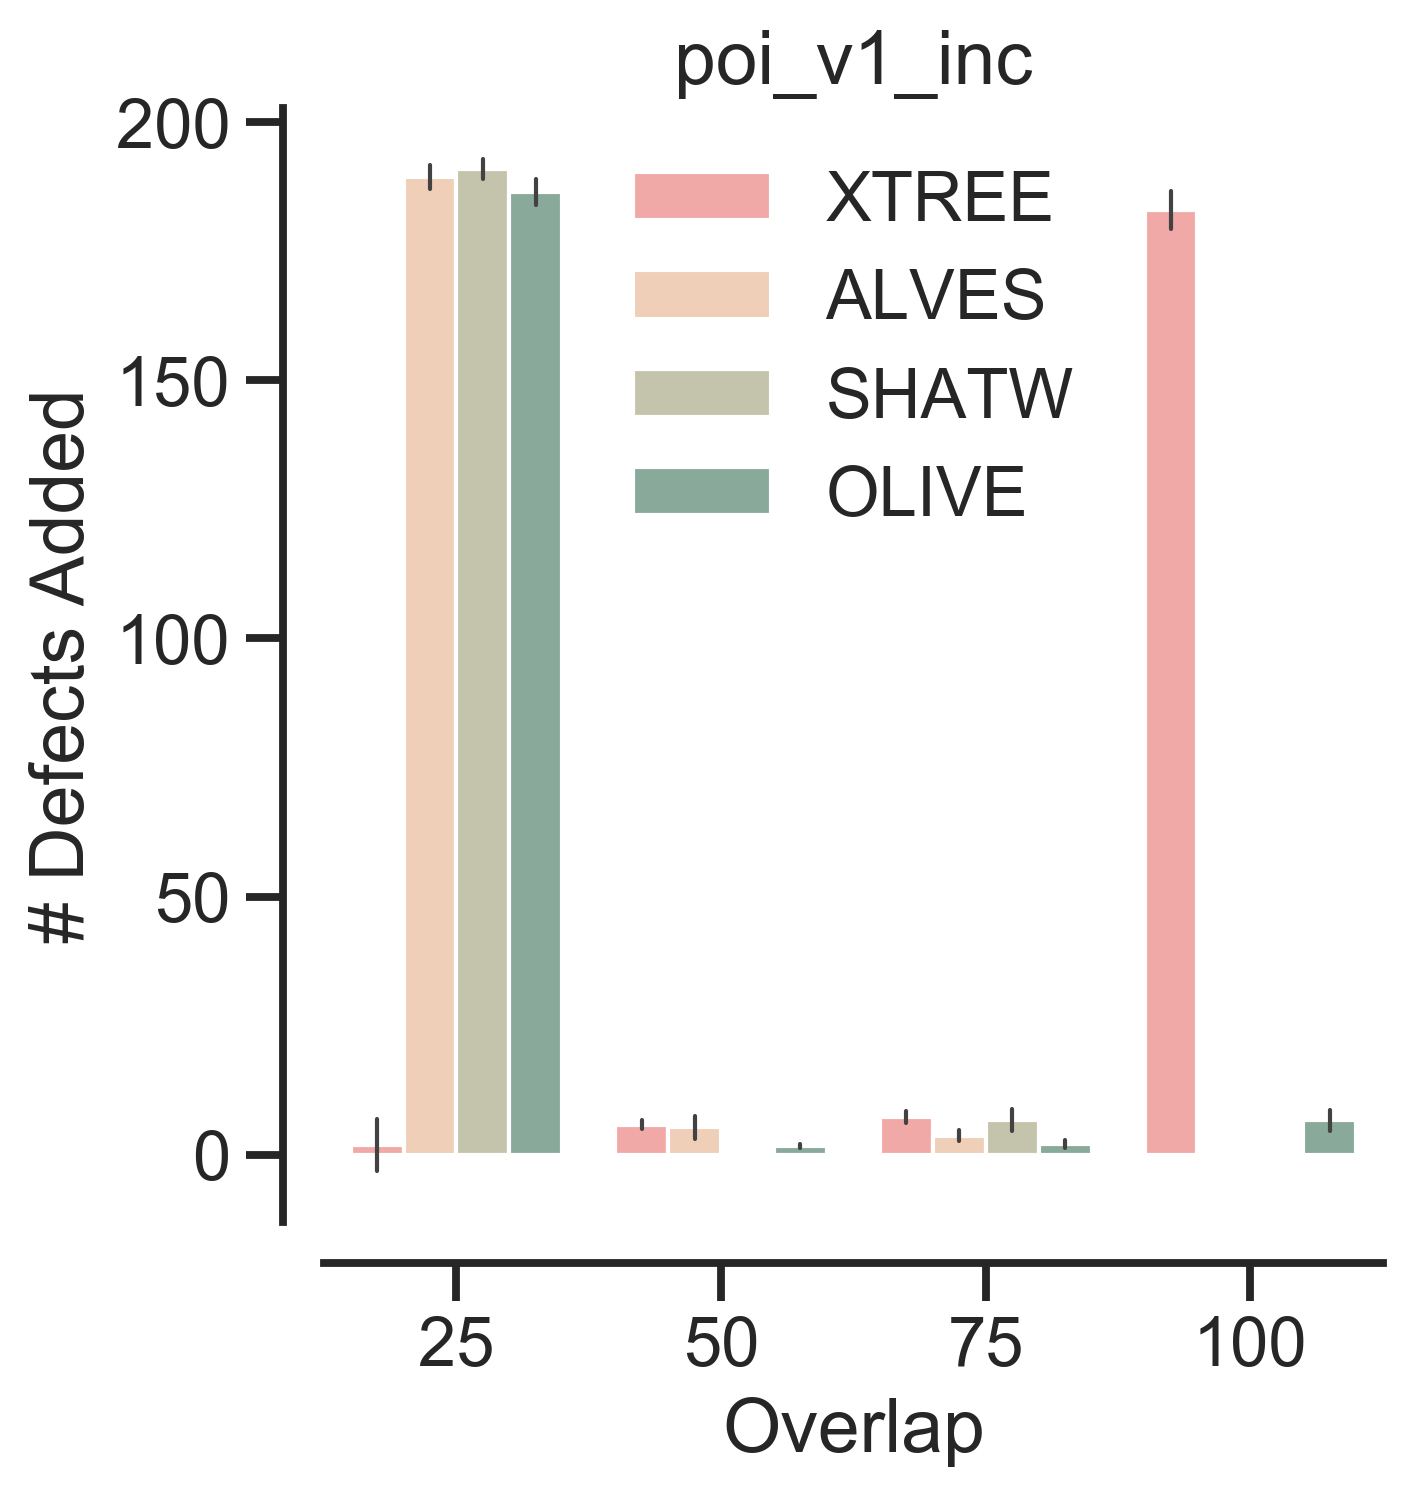 poi_v1_inc
200
150
100
50
0
# Defects Added
XTREE
ALVES
SHATW
OLIVE
25 50 75 100
Overlap